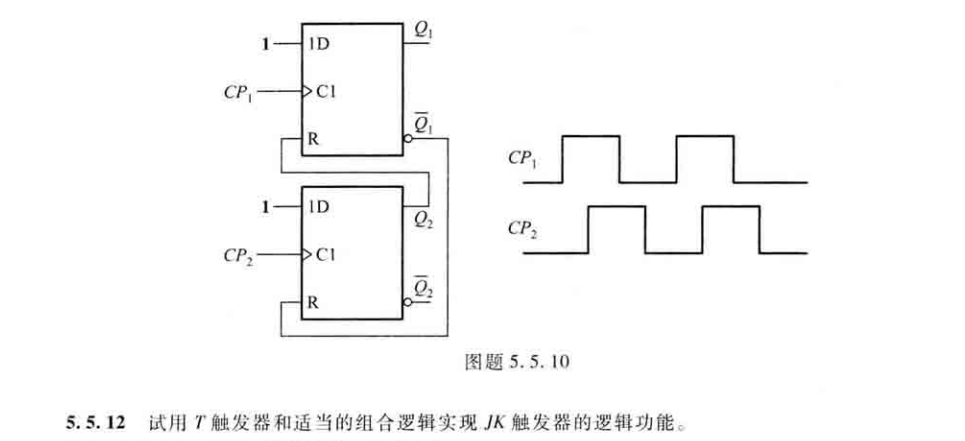 1 1D Q₁
CP₁ C1
R Q̅₁
1 1D Q₂
CP₂ C1
R Q̅₂
CP₁
CP₂
图题 5.5.10
5.5.12 试用 T 触发器和适当的组合逻辑实现 JK 触发器的逻辑功能。